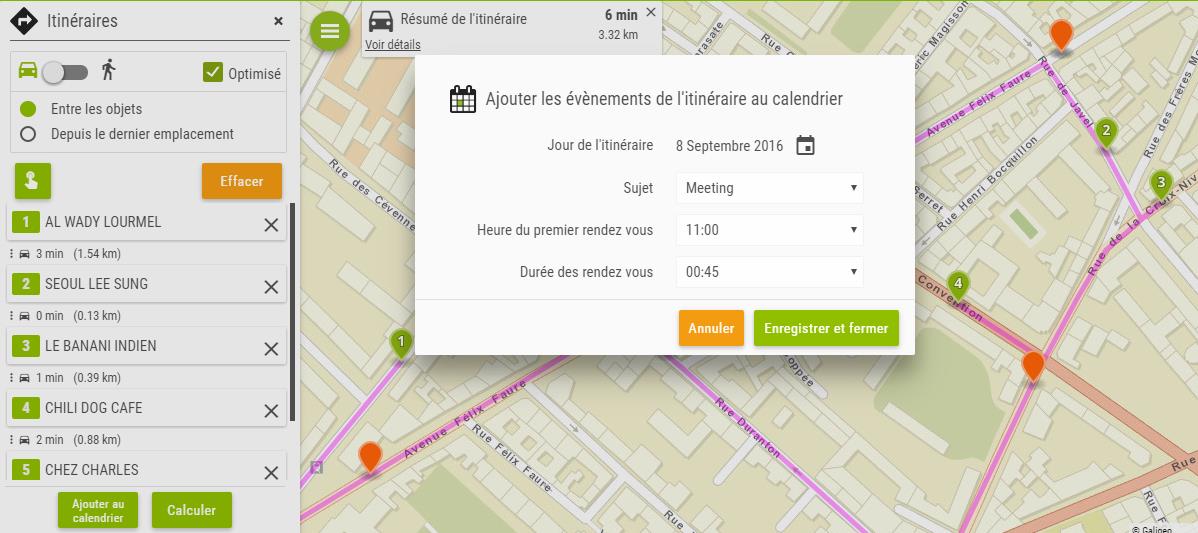 Itinéraires
Optimisé
Entre les objets
Depuis le dernier emplacement
Effacer
1 AL WADY LOURMEL
3 min (1.54 km)
2 SEOUL LEE SUNG
0 min (0.13 km)
3 LE BANANI INDIEN
1 min (0.39 km)
4 CHILI DOG CAFE
2 min (0.88 km)
5 CHEZ CHARLES
Ajouter au
calendrier
Calculer
Résumé de l'itinéraire
6 min
3.32 km
Voir détails
Ajouter les évènements de l'itinéraire au calendrier
Jour de l'itinéraire 8 Septembre 2016
Sujet Meeting
Heure du premier rendez vous 11:00
Durée des rendez vous 00:45
Annuler
Enregistrer et fermer
Rue des Cévennes
Avenue Félix Faure
Rue de Javel
Rue des Frères
Rue Henri Bocquillon
Serret
Rue de la Croix-Niv
Convention
Avenue Félix Faure
Rue Félix Faure
Rue Duranton
oppée
Rue
1
2
3
4
© Galigeo